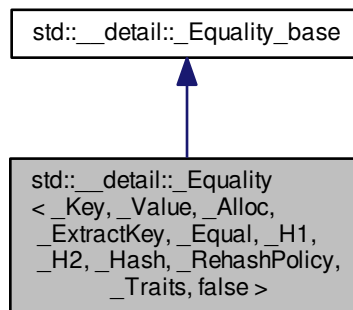 std::__detail::_Equality_base
std::__detail::_Equality
< _Key, _Value, _Alloc,
_ExtractKey, _Equal, _H1,
_H2, _Hash, _RehashPolicy,
_Traits, false >